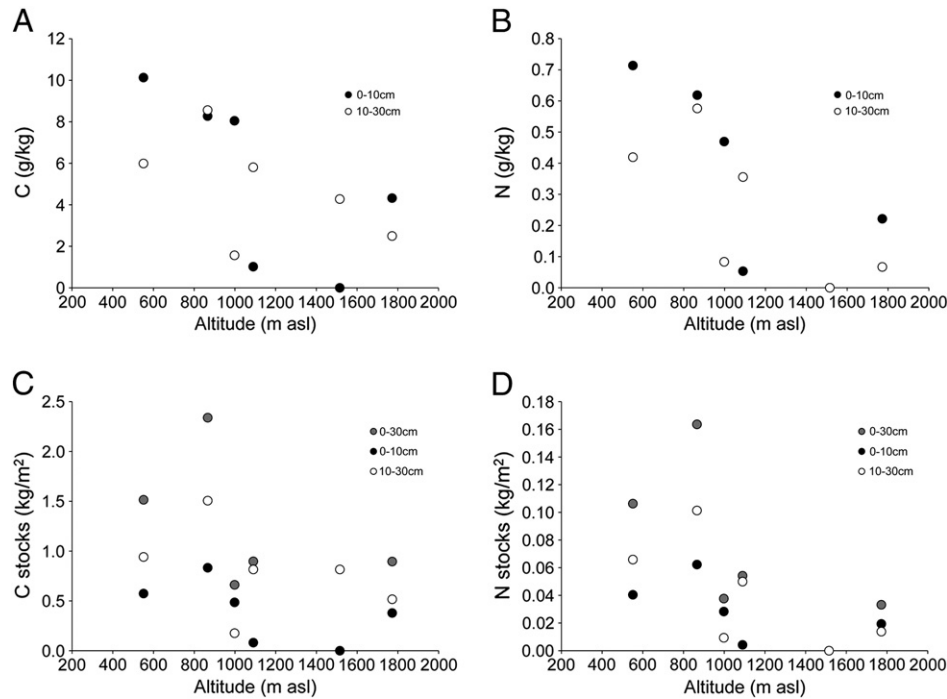 A
C (g/kg)
12
10
8
6
4
2
0
200 400 600 800 1000 1200 1400 1600 1800 2000
Altitude (m asl)
0-10cm
10-30cm
B
N (g/kg)
0.8
0.7
0.6
0.5
0.4
0.3
0.2
0.1
0.0
200 400 600 800 1000 1200 1400 1600 1800 2000
Altitude (m asl)
0-10cm
10-30cm
C
C stocks (kg/m²)
2.5
2.0
1.5
1.0
0.5
0.0
200 400 600 800 1000 1200 1400 1600 1800 2000
Altitude (m asl)
0-30cm
0-10cm
10-30cm
D
N stocks (kg/m²)
0.18
0.16
0.14
0.12
0.10
0.08
0.06
0.04
0.02
0.00
200 400 600 800 1000 1200 1400 1600 1800 2000
Altitude (m asl)
0-30cm
0-10cm
10-30cm